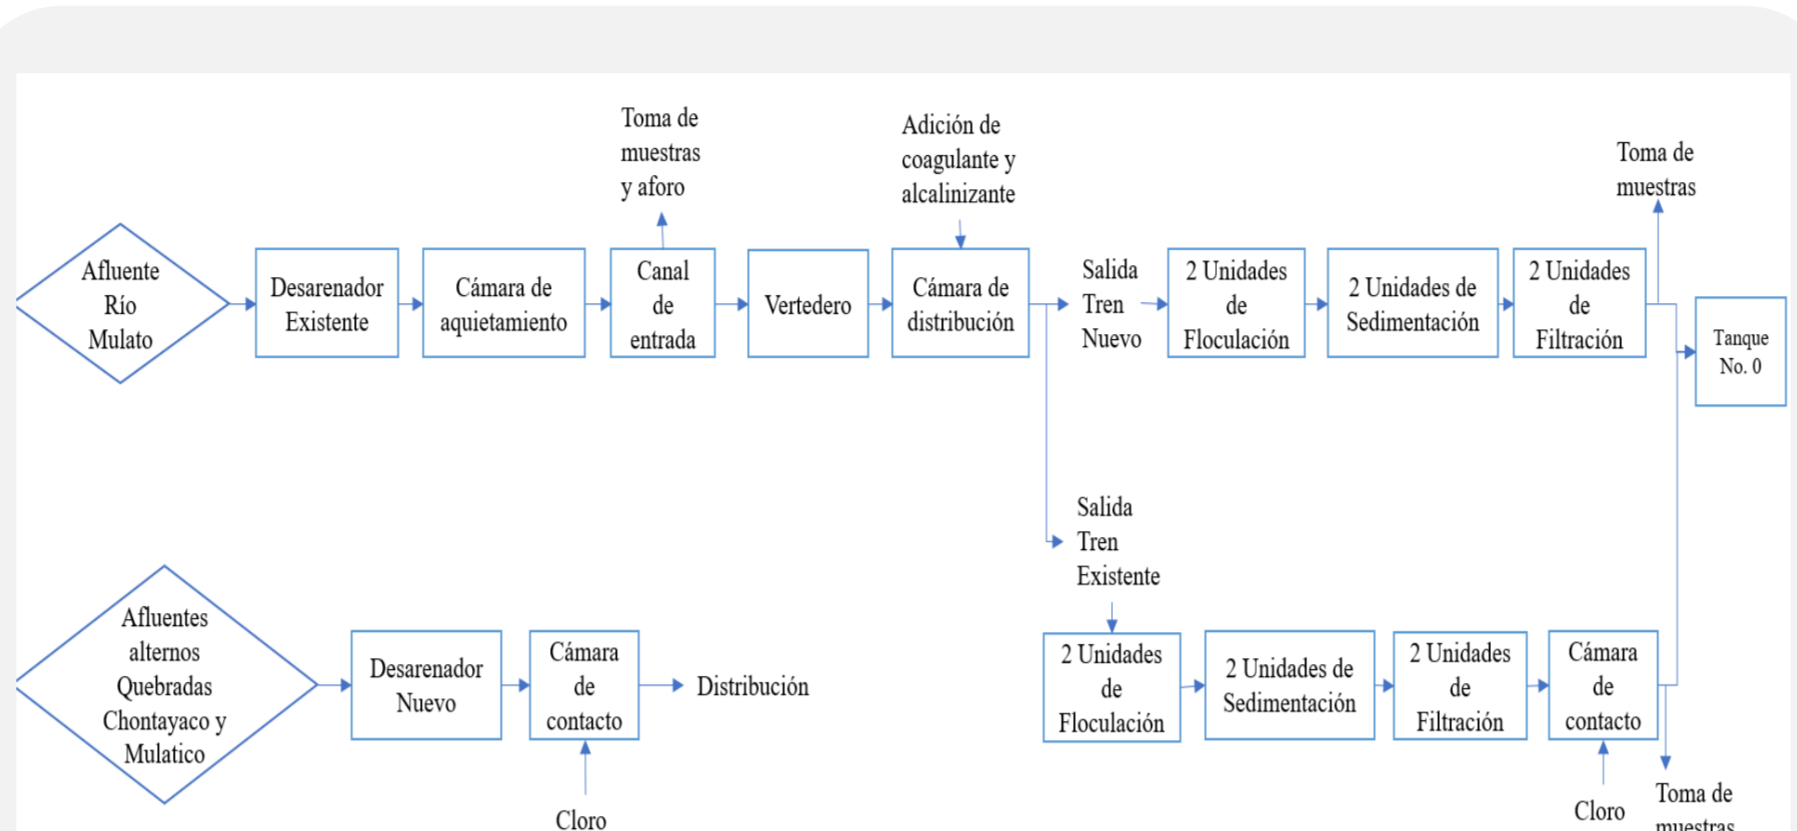 Toma de
muestras
y aforo
Adición de
coagulante y
alcalinizante
Toma de
muestras
Afluente
Río
Mulato
Desarenador
Existente
Cámara de
aquietamiento
Canal
de
entrada
Vertedero
Cámara de
distribución
Salida
Tren
Nuevo
2 Unidades
de
Floculación
2 Unidades de
Sedimentación
2 Unidades
de
Filtración
Tanque
No. 0
Salida
Tren
Existente
Afluentes
alternos
Quebradas
Chontayaco y
Mulatico
Desarenador
Nuevo
Cámara
de
contacto
Distribución
Cloro
2 Unidades
de
Floculación
2 Unidades de
Sedimentación
2 Unidades
de
Filtración
Cámara
de
contacto
Cloro
Toma de
muestras